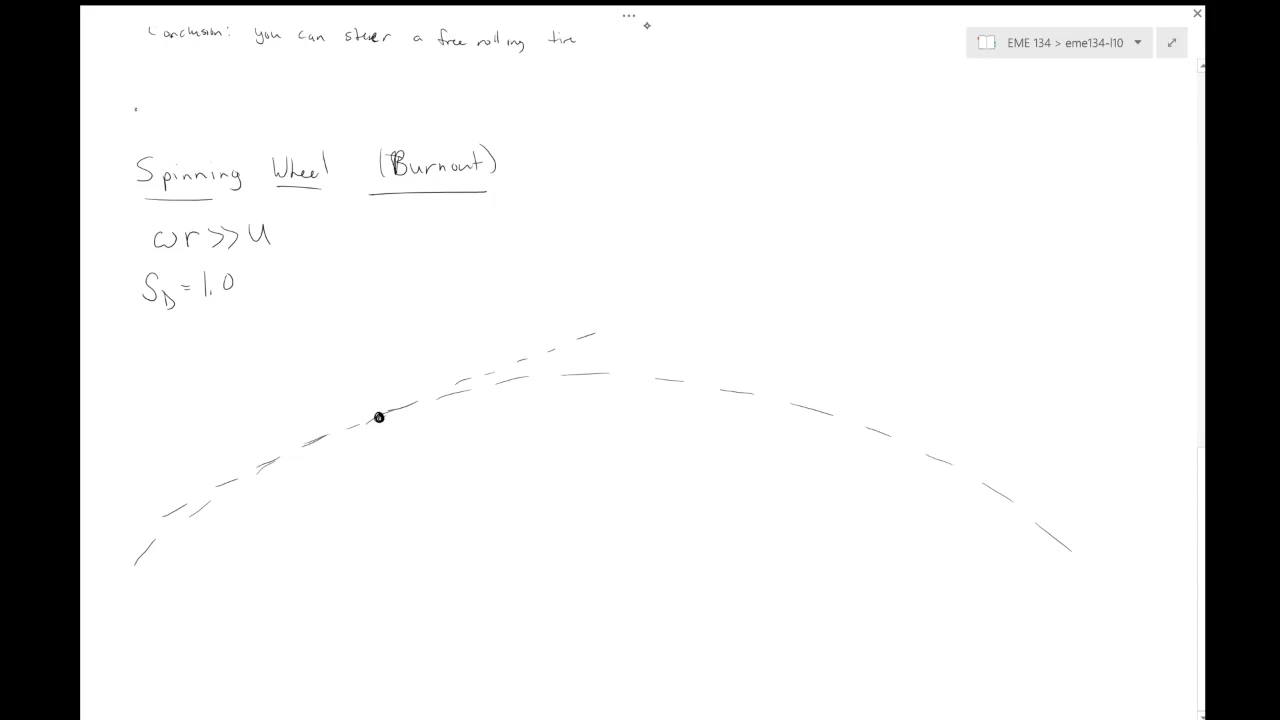 Conclusion: you can steer a free rolling tire
EME 134 > eme134-l10
Spinning Wheel (Burnout)
ωr >> u
S_D = 1.0